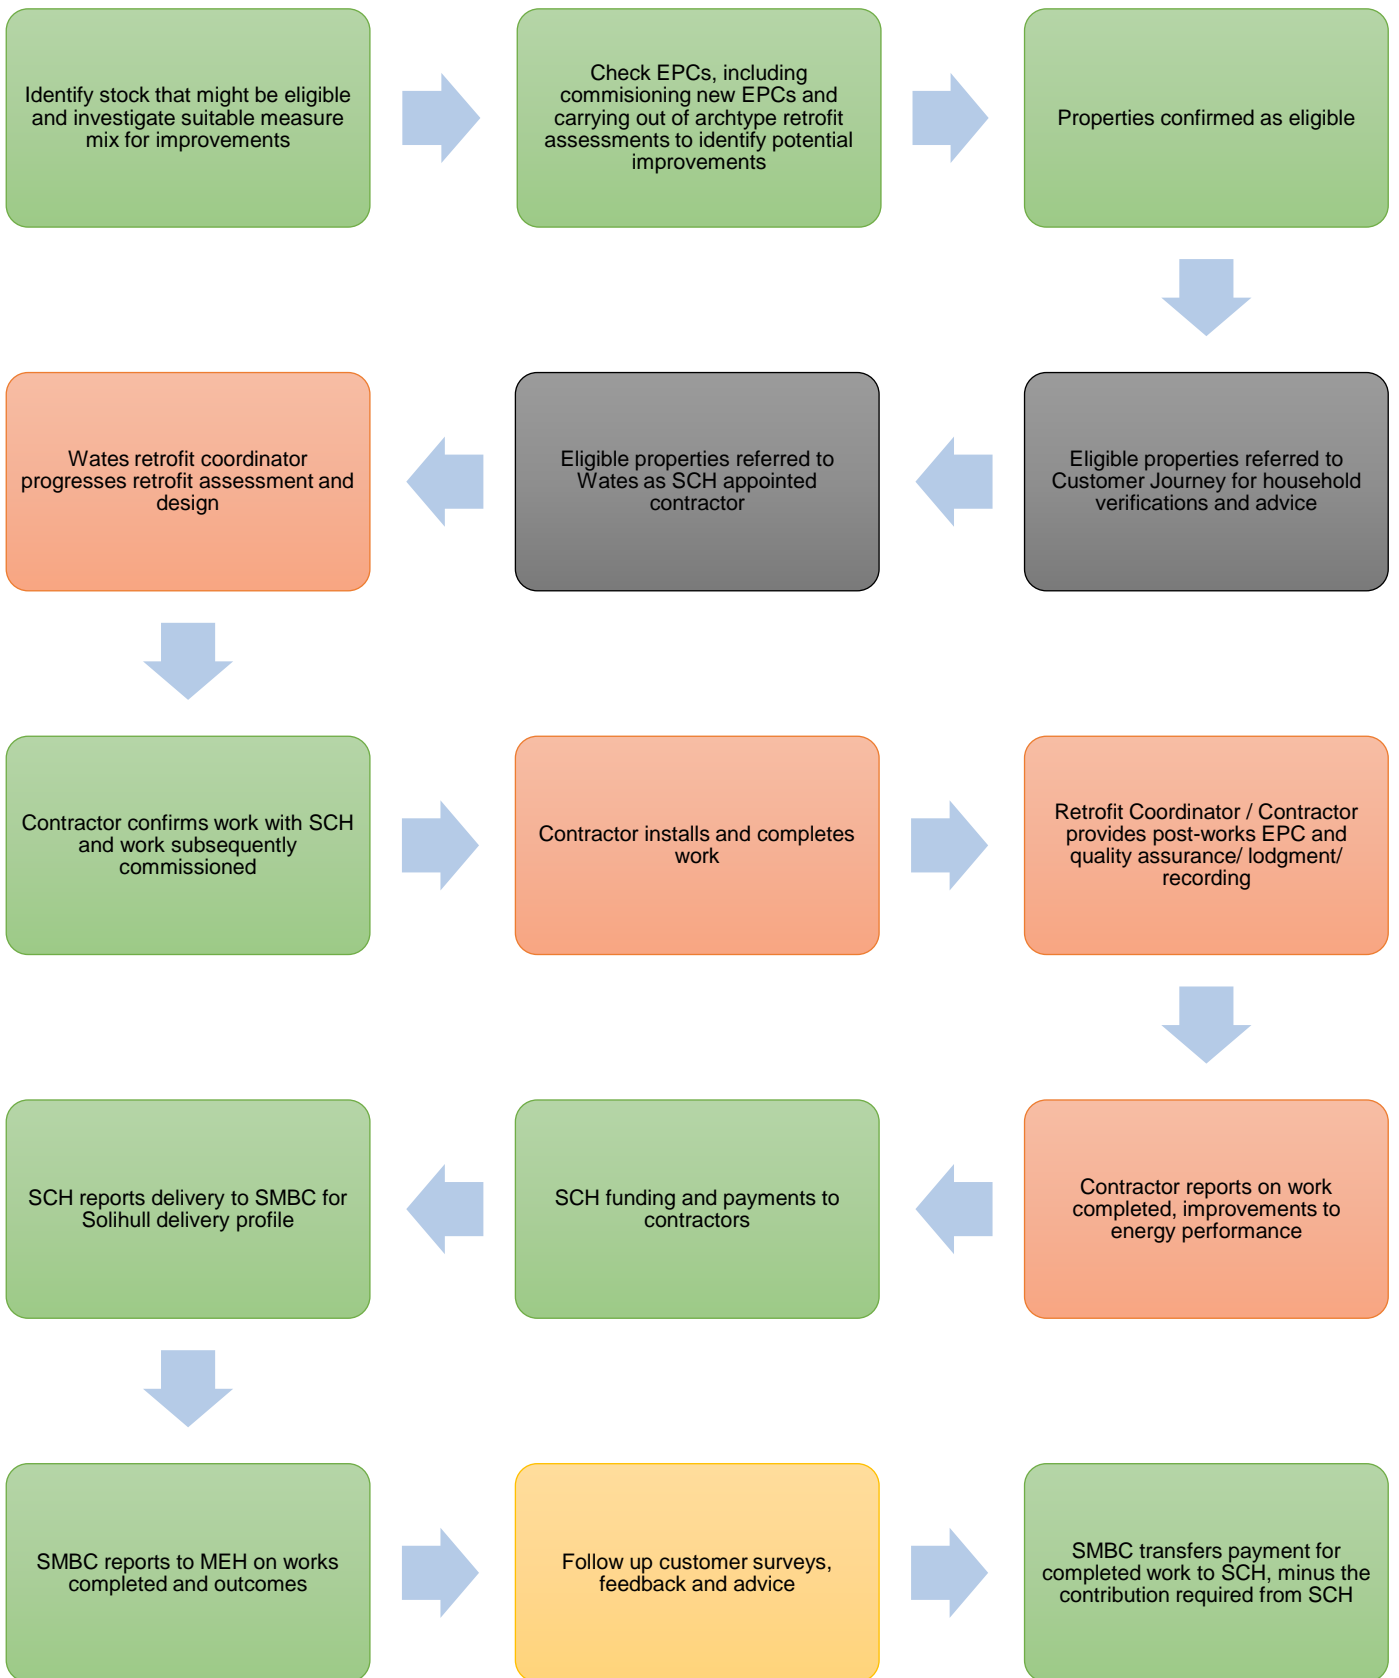 Identify stock that might be eligible
and investigate suitable measure
mix for improvements
Check EPCs, including
commisioning new EPCs and
carrying out of archtype retrofit
assessments to identify potential
improvements
Properties confirmed as eligible
Eligible properties referred to
Customer Journey for household
verifications and advice
Eligible properties referred to
Wates as SCH appointed
contractor
Wates retrofit coordinator
progresses retrofit assessment and
design
Contractor confirms work with SCH
and work subsequently
commissioned
Contractor installs and completes
work
Retrofit Coordinator / Contractor
provides post-works EPC and
quality assurance/ lodgment/
recording
Contractor reports on work
completed, improvements to
energy performance
SCH funding and payments to
contractors
SCH reports delivery to SMBC for
Solihull delivery profile
SMBC reports to MEH on works
completed and outcomes
Follow up customer surveys,
feedback and advice
SMBC transfers payment for
completed work to SCH, minus the
contribution required from SCH